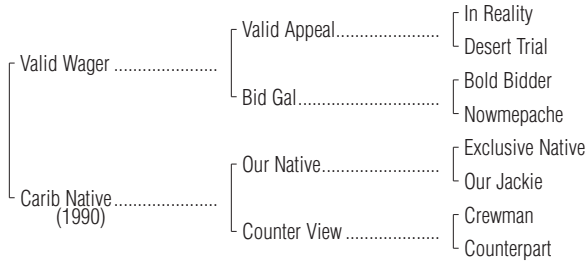 In Reality
Valid Appeal....................
Desert Trial
Valid Wager ....................
Bold Bidder
Bid Gal............................
Nowmepache
Exclusive Native
Our Native.......................
Our Jackie
Carib Native....................
(1990)
Crewman
Counter View ..................
Counterpart